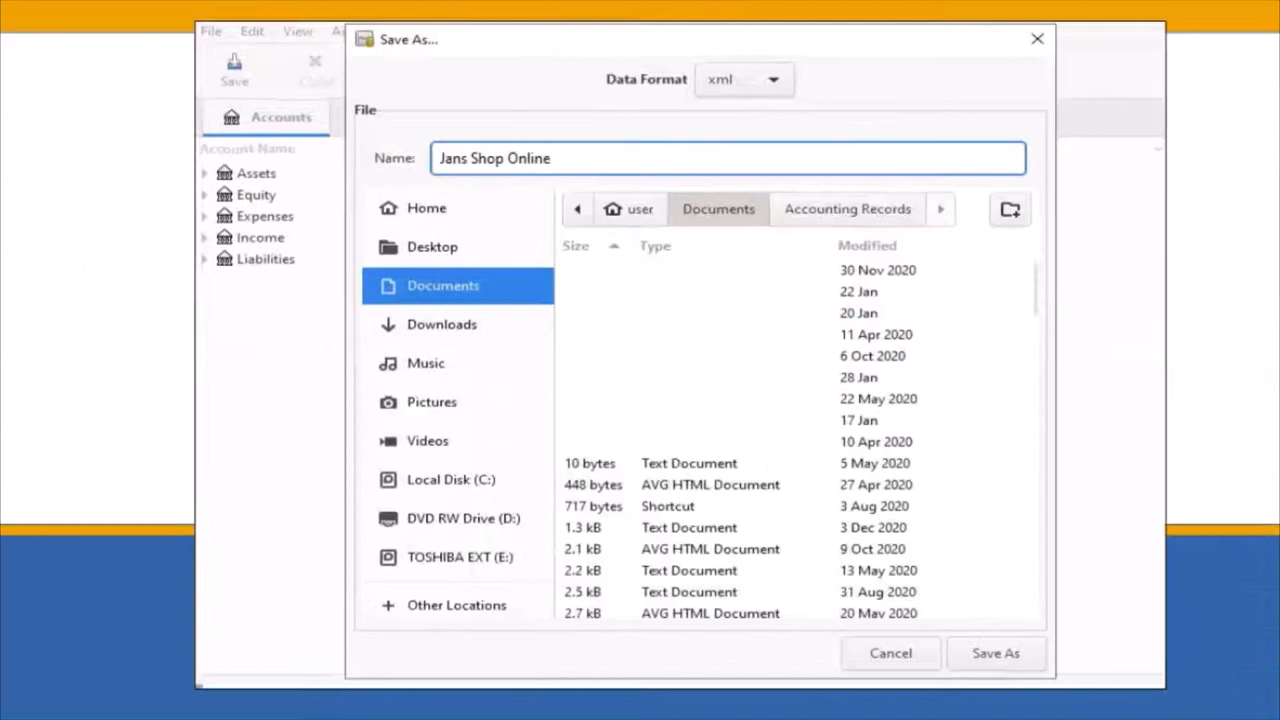 File Edit View A
Save As...
Save
Data Format xml
Accounts
File
Account Name
Name: Jans Shop Online
Assets
Equity
Expenses
Income
Liabilities
Home
Desktop
Documents
Downloads
Music
Pictures
Videos
Local Disk (C:)
DVD RW Drive (D:)
TOSHIBA EXT (E:)
Other Locations
user Documents Accounting Records
Size Type Modified
30 Nov 2020
22 Jan
20 Jan
11 Apr 2020
6 Oct 2020
28 Jan
22 May 2020
17 Jan
10 Apr 2020
10 bytes Text Document 5 May 2020
448 bytes AVG HTML Document 27 Apr 2020
717 bytes Shortcut 3 Aug 2020
1.3 kB Text Document 3 Dec 2020
2.1 kB AVG HTML Document 9 Oct 2020
2.2 kB Text Document 13 May 2020
2.5 kB Text Document 31 Aug 2020
2.7 kB AVG HTML Document 20 May 2020
Cancel Save As